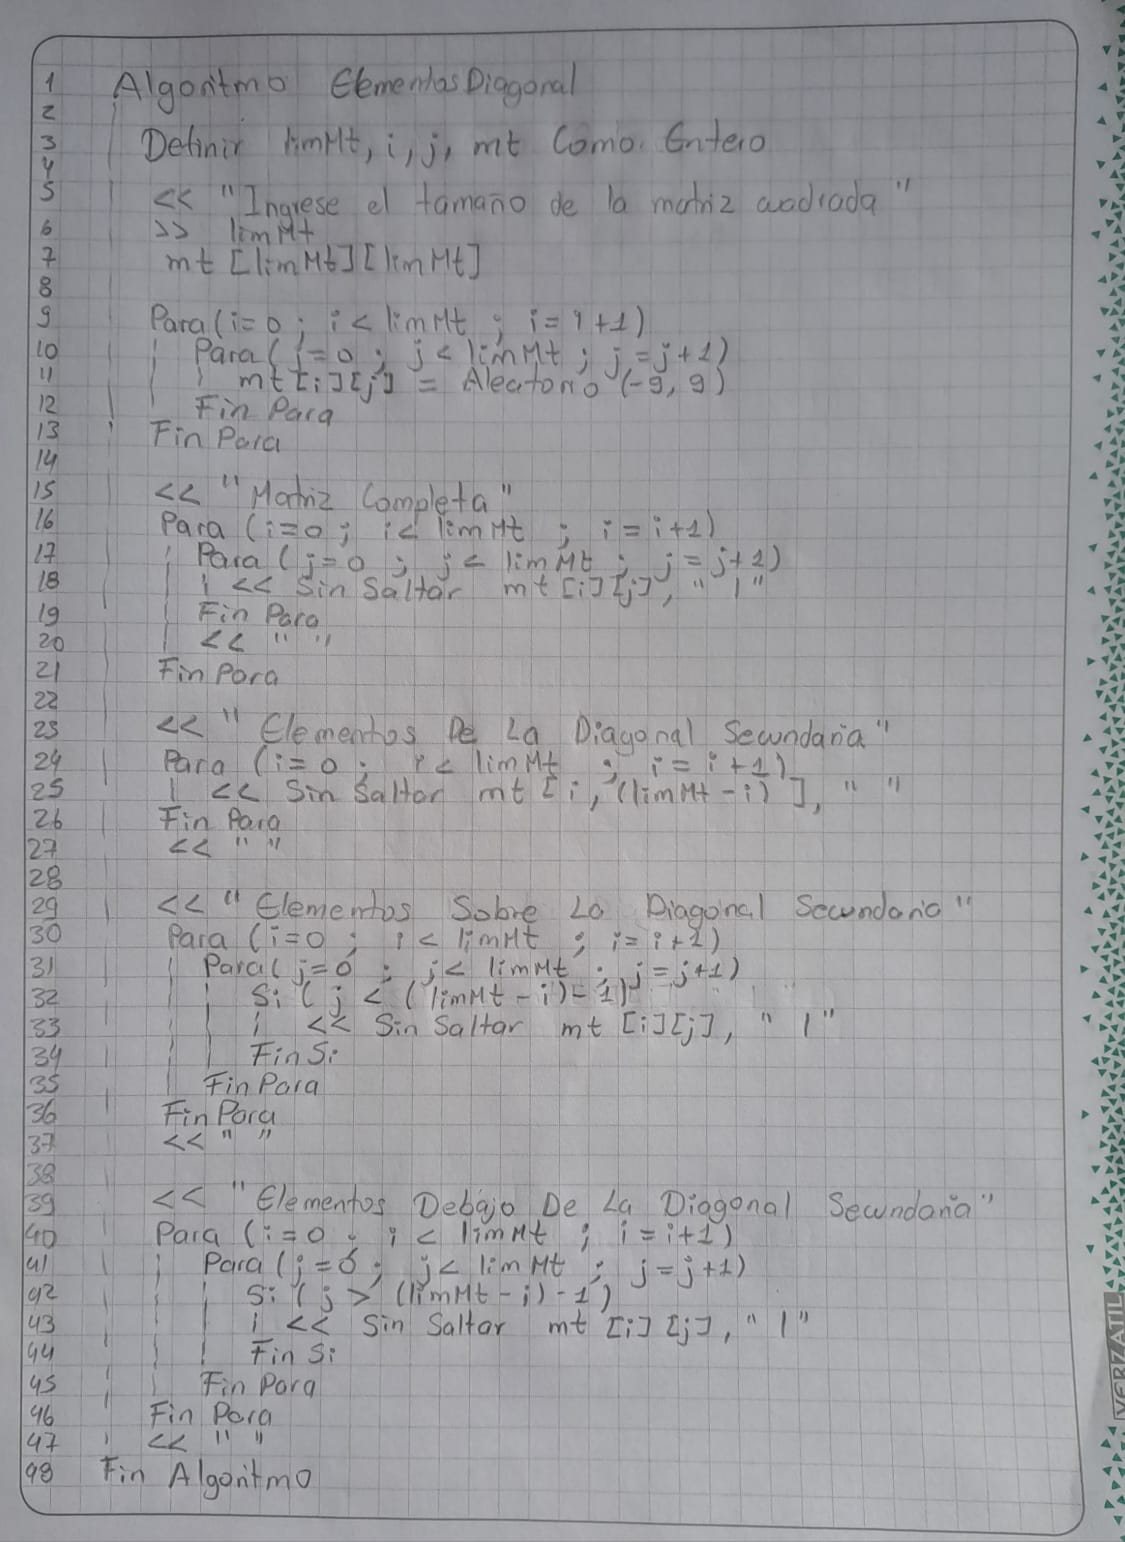 1 Algoritmo ElementosDiagonal
2
3 Definir limMt, i, j, mt Como Entero
4
5 << "Ingrese el tamaño de la matriz cuadrada"
6 >> limMt
7 mt [limMt][limMt]
8
9 Para(i=0 ; i < limMt ; i = i+1)
10 Para(j=0 ; j < limMt ; j = j+1)
11 mt[i][j] = Aleatorio (-9, 9)
12 Fin Para
13 Fin Para
14
15 << "Matriz Completa"
16 Para (i=0 ; i< limMt ; i = i+1)
17 Para (j=0 ; j< limMt ; j = j+1)
18 << Sin Saltar mt [i][j], " |"
19 Fin Para
20 << " "
21 Fin Para
22
23 << " Elementos De La Diagonal Secundaria"
24 Para (i=0 ; i< limMt ; i = i+1)
25 << Sin Saltar mt [i, (limMt - i) ], " "
26 Fin Para
27 << " "
28
29 << " Elementos Sobre La Diagonal Secundaria"
30 Para (i=0 ; i < limMt ; i = i+1)
31 Para( j=0 ; j< limMt ; j = j+1)
32 Si ( j < (limMt - i) - 1)
33 << Sin Saltar mt [i][j], " |"
34 Fin Si
35 Fin Para
36 Fin Para
37 << " "
38
39 << "Elementos Debajo De La Diagonal Secundaria"
40 Para (i=0 ; i < limMt ; i = i+1)
41 Para (j=0 ; j< limMt ; j = j+1)
42 Si (j > (limMt - i) - 1)
43 << Sin Saltar mt [i][j], " |"
44 Fin Si
45 Fin Para
46 Fin Para
47 << " "
48 Fin Algoritmo
VERZATIL